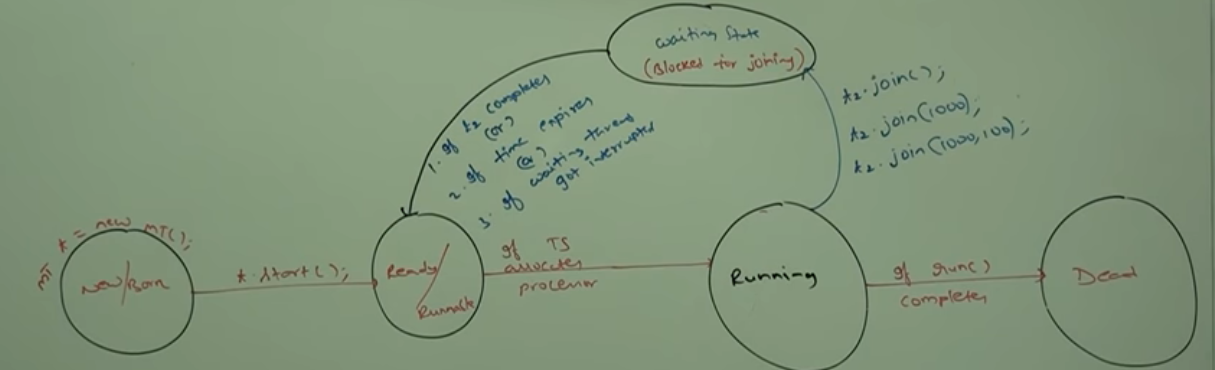 waiting State
(Blocked for joining)
1. If t2 completes
(or)
2. If time expires
(or)
3. If waiting thread
got interrupted
t2.join();
t2.join(1000);
t2.join(1000,100);
MT t = new MT();
New/Born
t.start();
Ready/
Runnable
If TS
allocates
processor
Running
If run()
completes
Dead